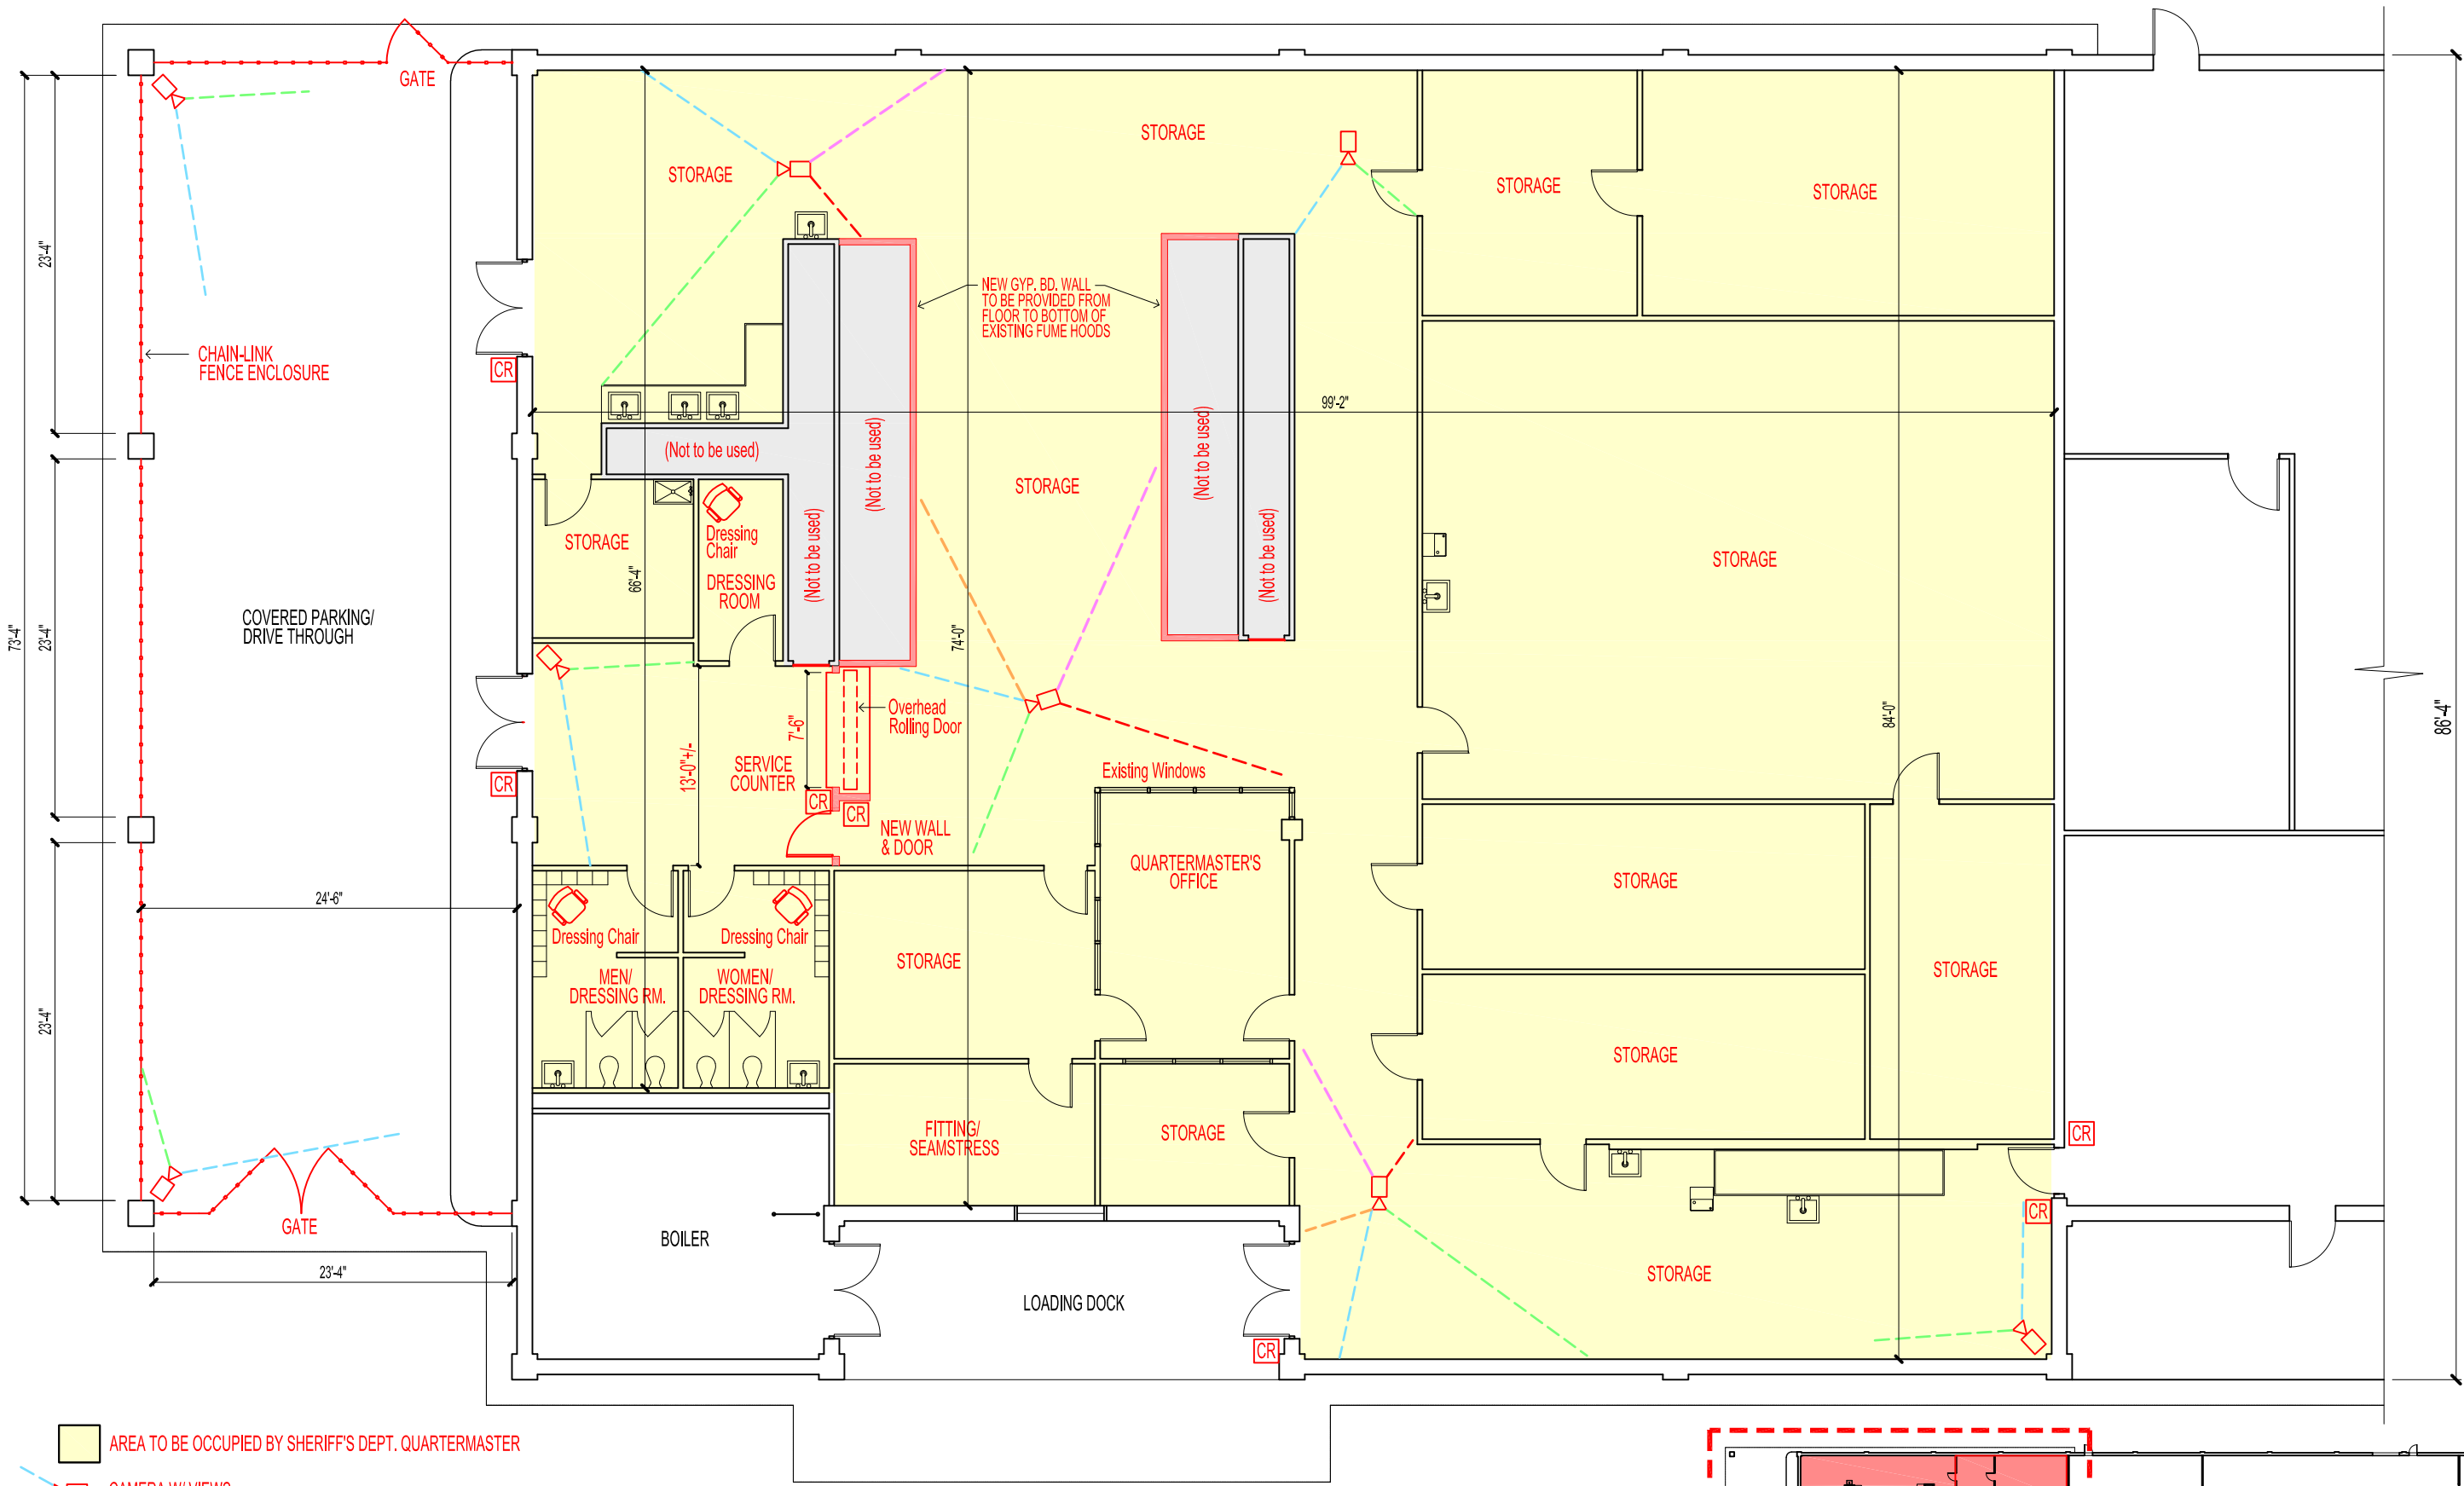 GATE
STORAGE
STORAGE
STORAGE
STORAGE
NEW GYP. BD. WALL
TO BE PROVIDED FROM
FLOOR TO BOTTOM OF
EXISTING FUME HOODS
23'-4"
CHAIN-LINK
FENCE ENCLOSURE
CR
99'-2"
(Not to be used)
(Not to be used)
(Not to be used)
STORAGE
Dressing
Chair
STORAGE
(Not to be used)
(Not to be used)
STORAGE
DRESSING
ROOM
66'-4"
COVERED PARKING/
DRIVE THROUGH
73'-4"
23'-4"
74'-0"
Overhead
Rolling Door
7'-6"
84'-0"
86'-4"
13'-0"+/-
SERVICE
COUNTER
Existing Windows
CR
CR
CR
NEW WALL
& DOOR
QUARTERMASTER'S
OFFICE
STORAGE
24'-6"
Dressing Chair
Dressing Chair
STORAGE
STORAGE
MEN/
DRESSING RM.
WOMEN/
DRESSING RM.
23'-4"
STORAGE
FITTING/
SEAMSTRESS
STORAGE
CR
CR
GATE
BOILER
23'-4"
LOADING DOCK
STORAGE
CR
AREA TO BE OCCUPIED BY SHERIFF'S DEPT. QUARTERMASTER
CAMERA W/ VIEWS